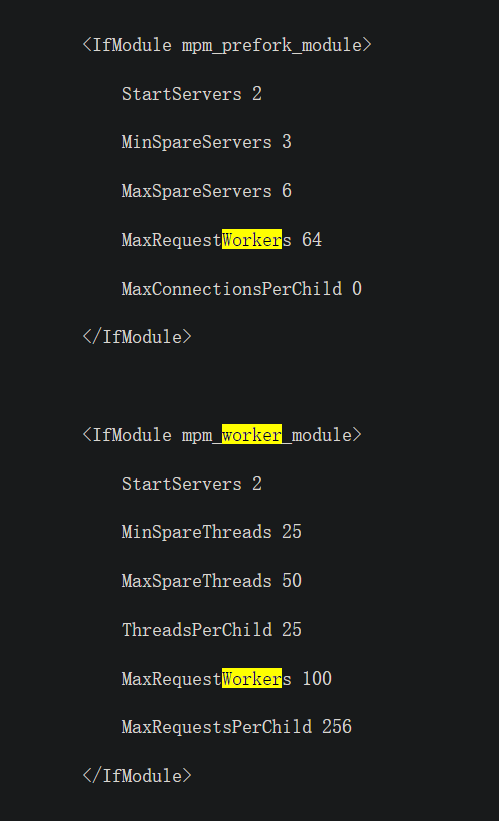 <IfModule mpm_prefork_module>
StartServers 2
MinSpareServers 3
MaxSpareServers 6
MaxRequestWorkers 64
MaxConnectionsPerChild 0
</IfModule>
<IfModule mpm_worker_module>
StartServers 2
MinSpareThreads 25
MaxSpareThreads 50
ThreadsPerChild 25
MaxRequestWorkers 100
MaxRequestsPerChild 256
</IfModule>